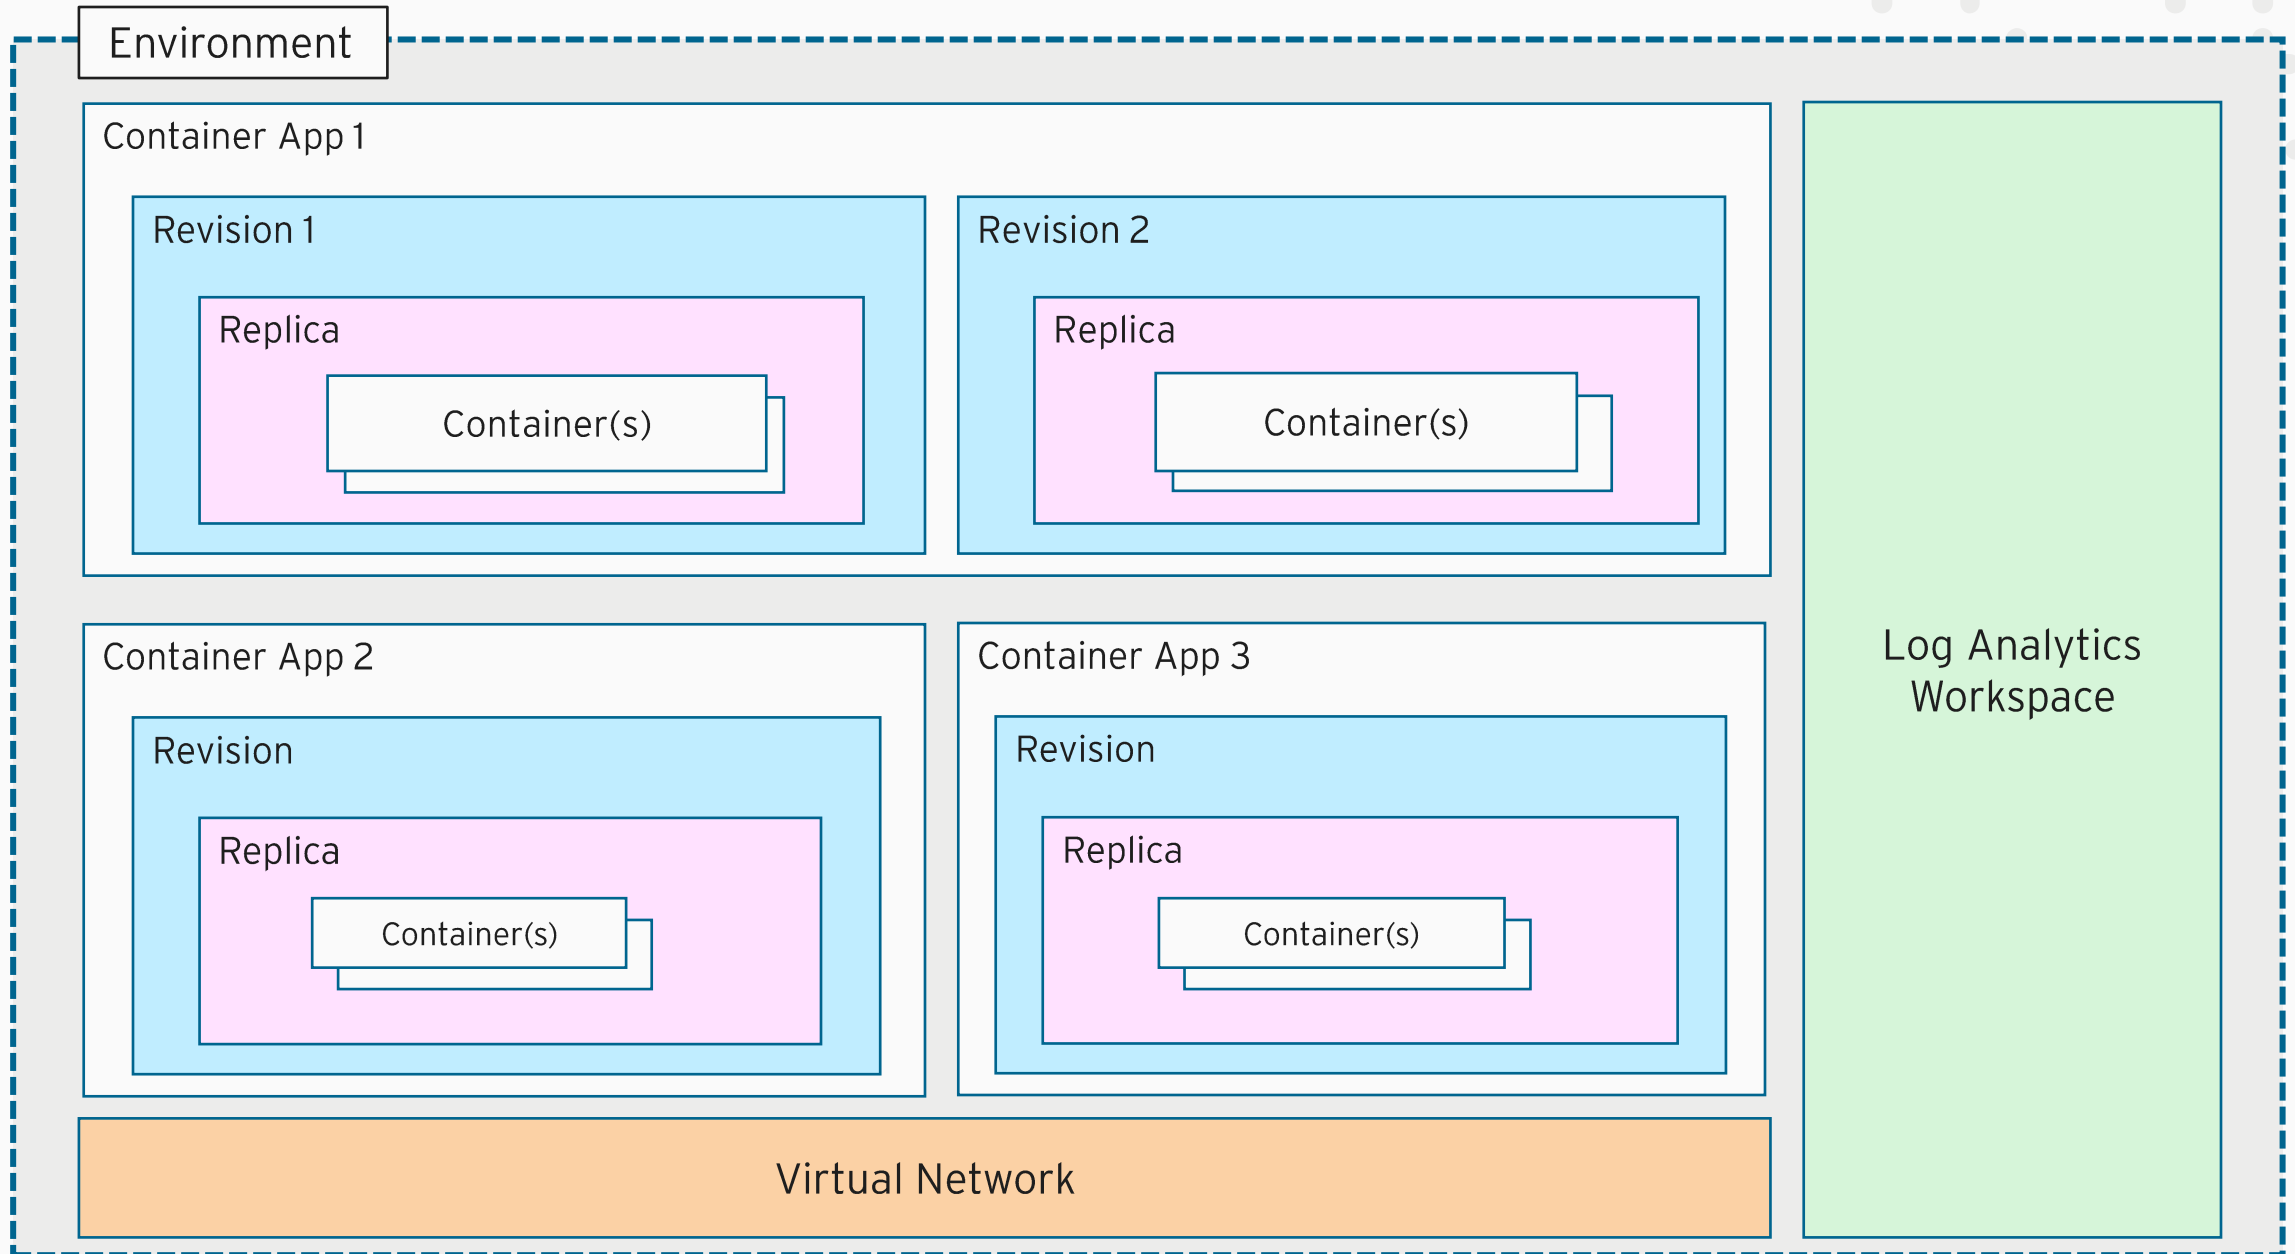 Environment
Container App 1
Revision 1
Replica
Container(s)
Revision 2
Replica
Container(s)
Container App 2
Revision
Replica
Container(s)
Container App 3
Revision
Replica
Container(s)
Log Analytics
Workspace
Virtual Network